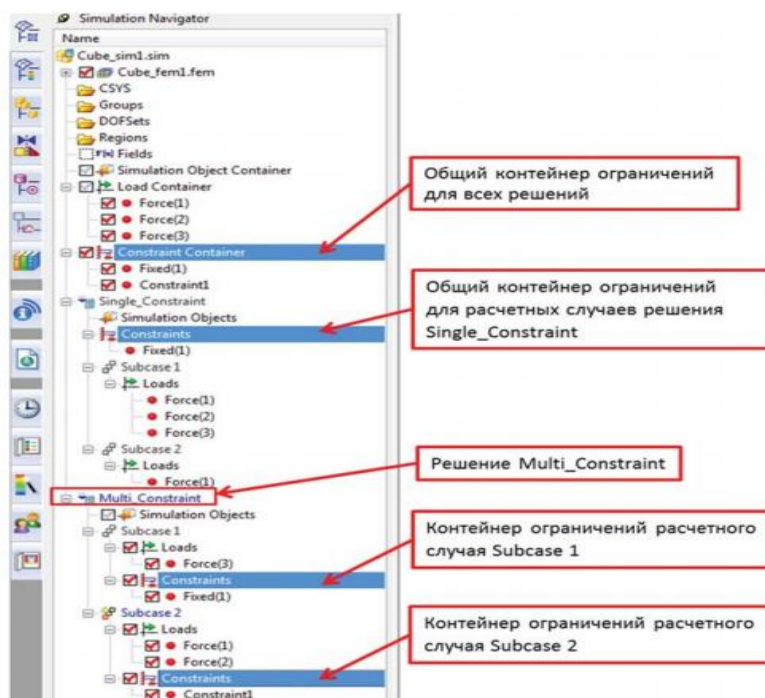 Simulation Navigator
Name
Cube_sim1.sim
Cube_fem1.fem
CSYS
Groups
DOFSets
Regions
Fields
Simulation Object Container
Load Container
Force(1)
Force(2)
Force(3)
Constraint Container
Fixed(1)
Constraint1
Single_Constraint
Simulation Objects
Constraints
Fixed(1)
Subcase 1
Loads
Force(1)
Force(2)
Force(3)
Subcase 2
Loads
Force(1)
Multi_Constraint
Simulation Objects
Subcase 1
Loads
Force(3)
Constraints
Fixed(1)
Subcase 2
Loads
Force(1)
Force(2)
Constraints
Constraint1
Общий контейнер ограничений
для всех решений
Общий контейнер ограничений
для расчетных случаев решения
Single_Constraint
Решение Multi_Constraint
Контейнер ограничений расчетного
случая Subcase 1
Контейнер ограничений расчетного
случая Subcase 2